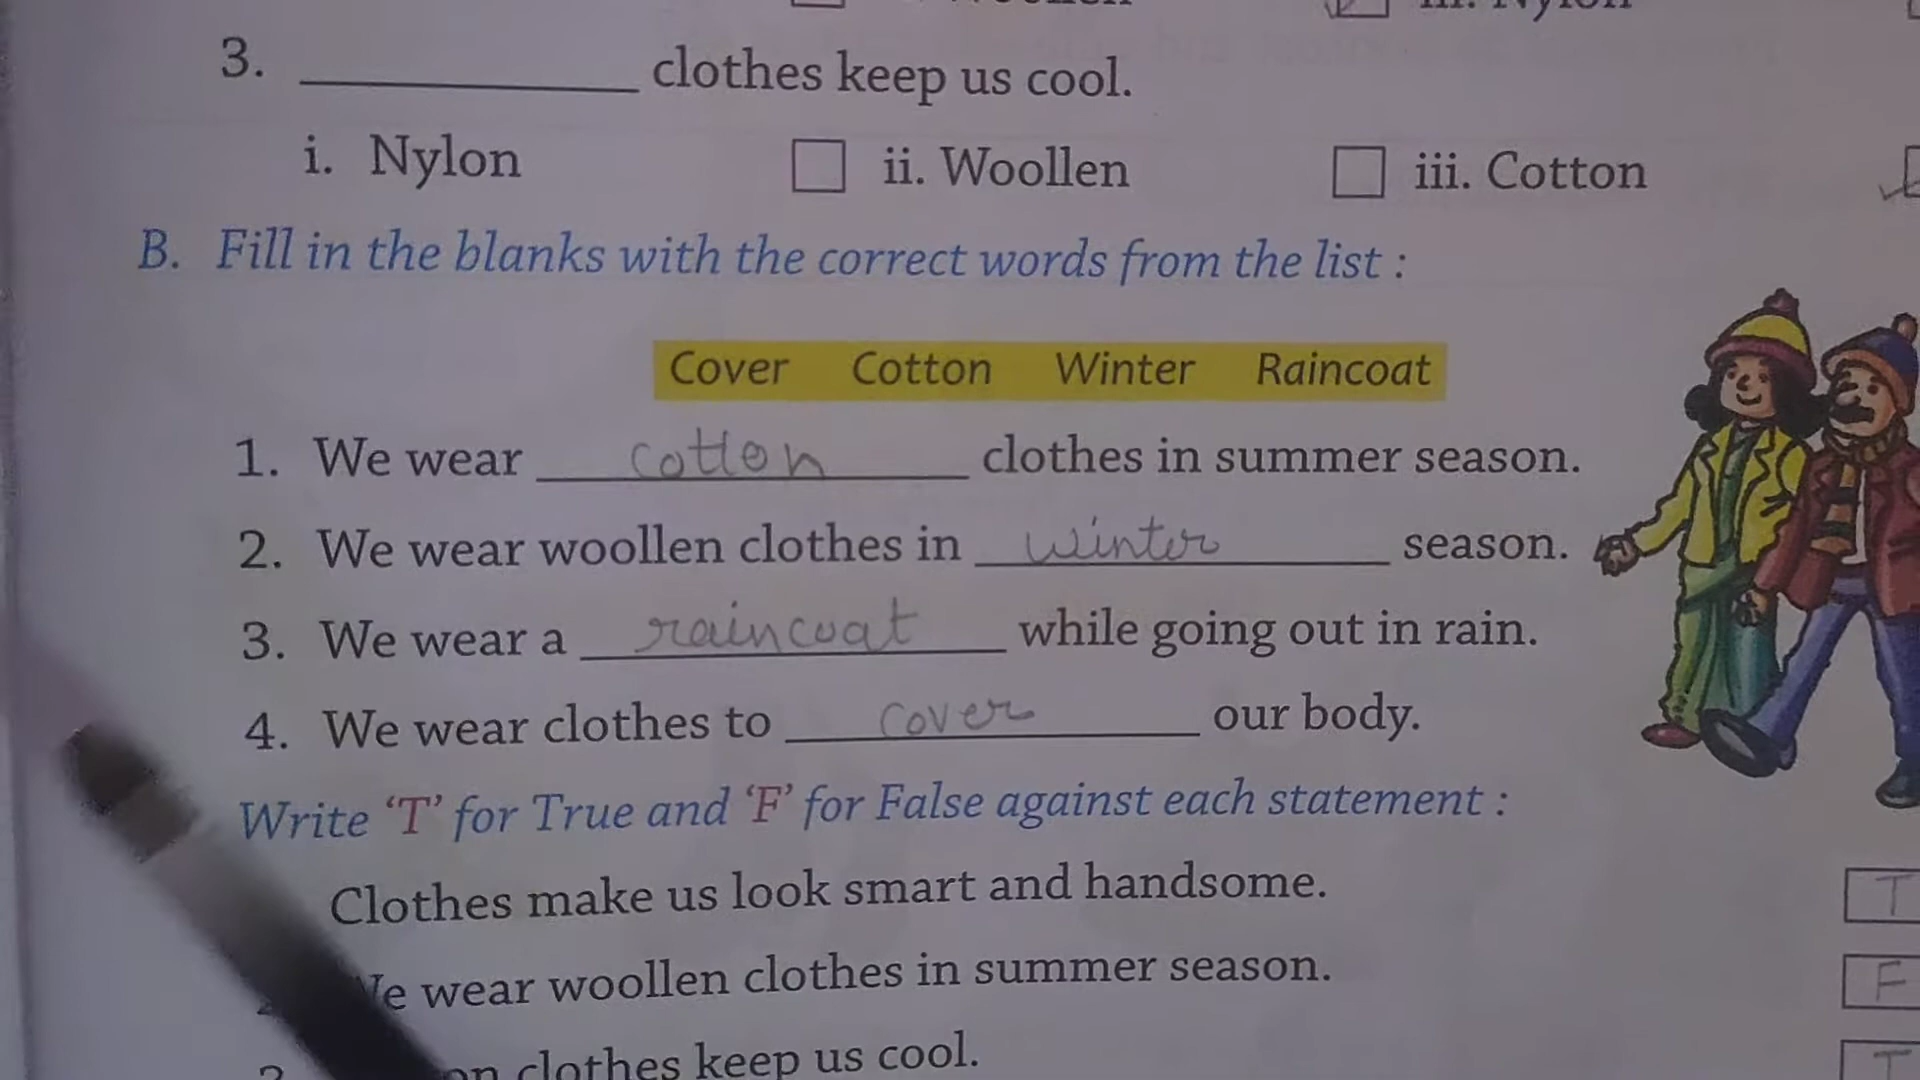 iii. Nylon
3. ______ clothes keep us cool.
i. Nylon ii. Woollen iii. Cotton
B. Fill in the blanks with the correct words from the list :
Cover Cotton Winter Raincoat
1. We wear cotton clothes in summer season.
2. We wear woollen clothes in winter season.
3. We wear a raincoat while going out in rain.
4. We wear clothes to cover our body.
Write ‘T’ for True and ‘F’ for False against each statement :
Clothes make us look smart and handsome. T
We wear woollen clothes in summer season. F
clothes keep us cool. T